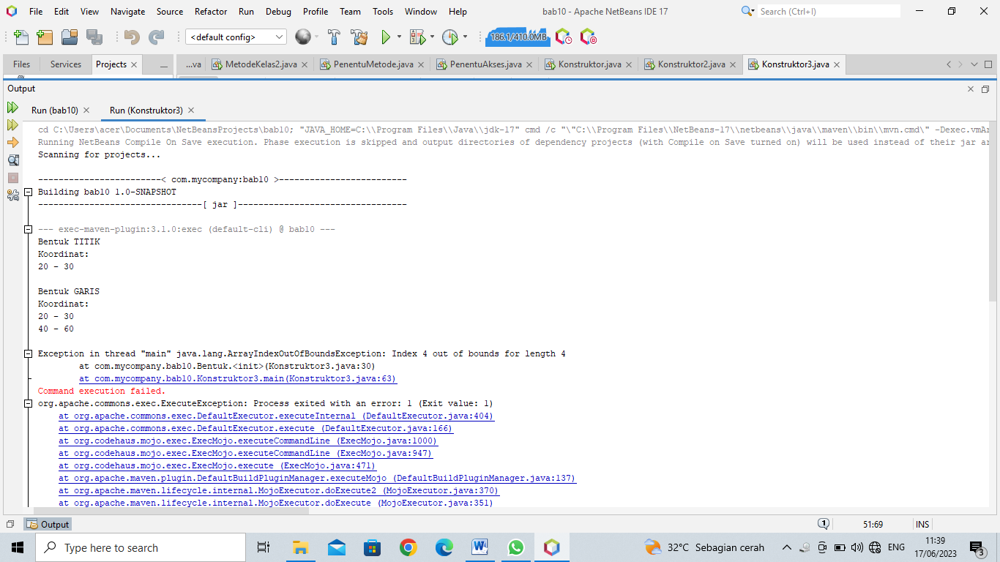 File Edit View Navigate Source Refactor Run Debug Profile Team Tools Window Help
bab10 - Apache NetBeans IDE 17
Search (Ctrl+I)
<default config>
186.1/410.0MB
Files Services Projects
...va MetodeKelas2.java PenentuMetode.java PenentuAkses.java Konstruktor.java Konstruktor2.java Konstruktor3.java
Output
Run (bab10) Run (Konstruktor3)
cd C:\Users\acer\Documents\NetBeansProjects\bab10; "JAVA_HOME=C:\\Program Files\\Java\\jdk-17" cmd /c "\"C:\\Program Files\\NetBeans-17\\netbeans\\java\\maven\\bin\\mvn.cmd\" -Dexec.vmAr
Running NetBeans Compile On Save execution. Phase execution is skipped and output directories of dependency projects (with Compile on Save turned on) will be used instead of their jar ar
Scanning for projects...
------------------------< com.mycompany:bab10 >-------------------------
Building bab10 1.0-SNAPSHOT
--------------------------------[ jar ]---------------------------------
--- exec-maven-plugin:3.1.0:exec (default-cli) @ bab10 ---
Bentuk TITIK
Koordinat:
20 - 30
Bentuk GARIS
Koordinat:
20 - 30
40 - 60
Exception in thread "main" java.lang.ArrayIndexOutOfBoundsException: Index 4 out of bounds for length 4
at com.mycompany.bab10.Bentuk.<init>(Konstruktor3.java:30)
at com.mycompany.bab10.Konstruktor3.main(Konstruktor3.java:63)
Command execution failed.
org.apache.commons.exec.ExecuteException: Process exited with an error: 1 (Exit value: 1)
at org.apache.commons.exec.DefaultExecutor.executeInternal (DefaultExecutor.java:404)
at org.apache.commons.exec.DefaultExecutor.execute (DefaultExecutor.java:166)
at org.codehaus.mojo.exec.ExecMojo.executeCommandLine (ExecMojo.java:1000)
at org.codehaus.mojo.exec.ExecMojo.executeCommandLine (ExecMojo.java:947)
at org.codehaus.mojo.exec.ExecMojo.execute (ExecMojo.java:471)
at org.apache.maven.plugin.DefaultBuildPluginManager.executeMojo (DefaultBuildPluginManager.java:137)
at org.apache.maven.lifecycle.internal.MojoExecutor.doExecute2 (MojoExecutor.java:370)
at org.apache.maven.lifecycle.internal.MojoExecutor.doExecute (MojoExecutor.java:351)
Output
1
51:69
INS
Type here to search
32°C Sebagian cerah
ENG
11:39
17/06/2023
3